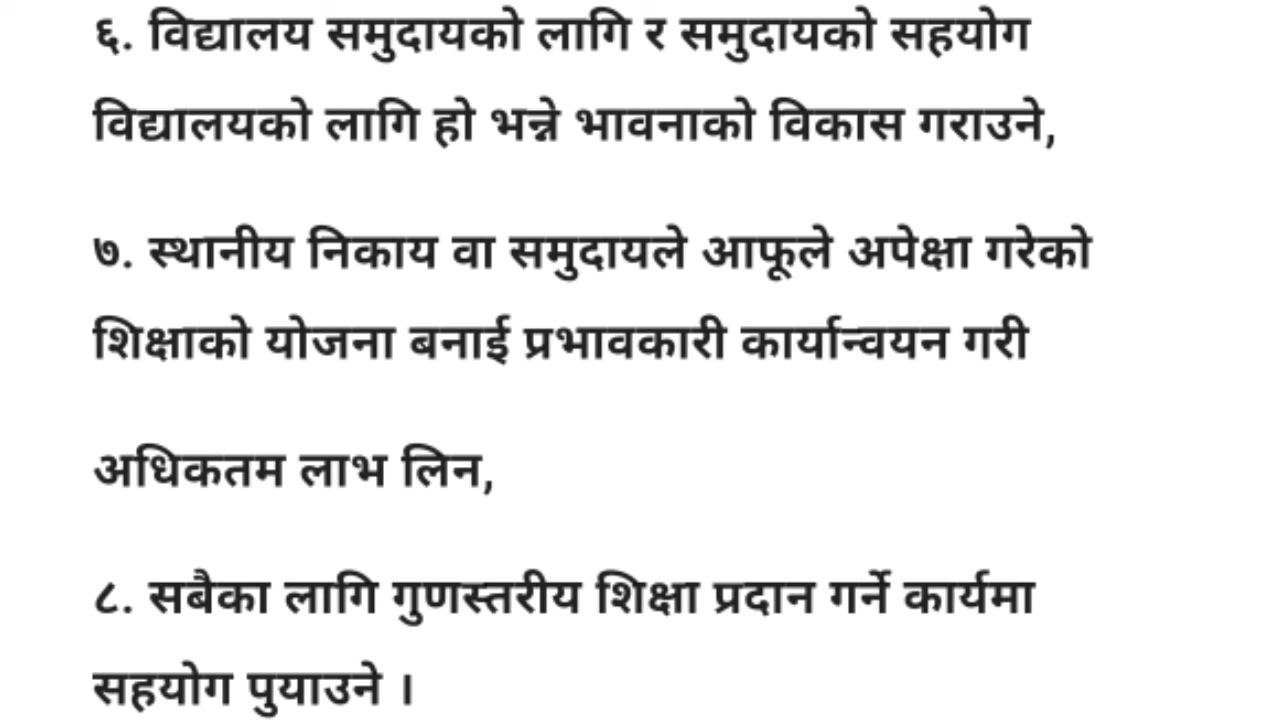 ६. विद्यालय समुदायको लागि र समुदायको सहयोग
विद्यालयको लागि हो भन्ने भावनाको विकास गराउने,
७. स्थानीय निकाय वा समुदायले आफूले अपेक्षा गरेको
शिक्षाको योजना बनाई प्रभावकारी कार्यान्वयन गरी
अधिकतम लाभ लिन,
८. सबैका लागि गुणस्तरीय शिक्षा प्रदान गर्ने कार्यमा
सहयोग पुयाउने ।